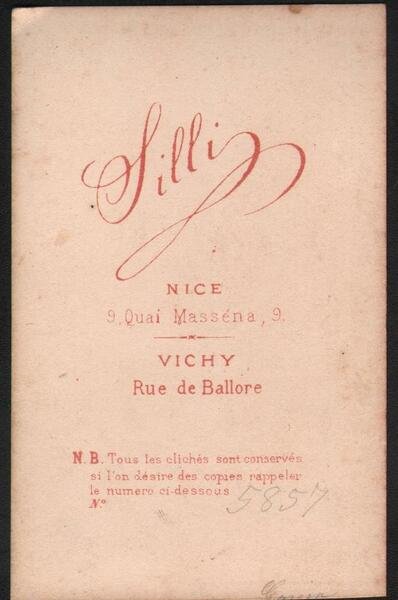 Silli
NICE
9, Quai Masséna, 9.
VICHY
Rue de Ballore
N.B. Tous les clichés sont conservés
si l'on désire des copies rappeler
le numero ci-dessous
N.º 5857